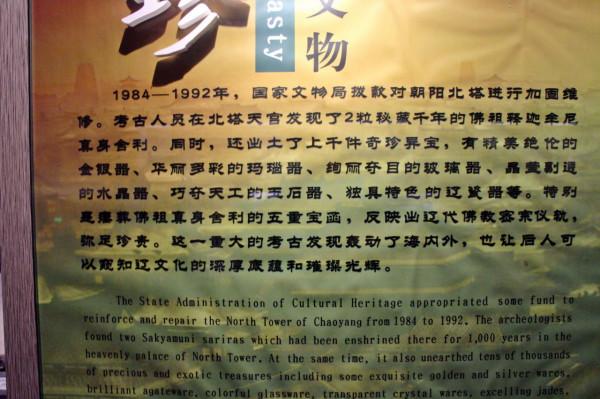 珍
asty
文物
1984—1992年，国家文物局拨款对朝阳北塔进行加固维
修。考古人员在北塔天宫发现了2粒秘藏千年的佛祖释迦牟尼
真身舍利。同时，还出土了上千件奇珍异宝，有精美绝伦的
金银器、华丽多彩的玛瑙器、绚丽夺目的玻璃器、晶莹剔透
的水晶器、巧夺天工的玉石器、独具特色的辽瓷器等。特别
是瘗葬佛祖真身舍利的五重宝函，反映出辽代佛教密宗仪轨，
弥足珍贵。这一重大的考古发现轰动了海内外，也让后人可
以窥知辽文化的深厚底蕴和璀璨光辉。
The State Administration of Cultural Heritage appropriated some fund to
reinforce and repair the North Tower of Chaoyang from 1984 to 1992. The archeologists
found two Sakyamuni sariras which had been enshrined there for 1,000 years in the
heavenly palace of North Tower. At the same time, it also unearthed tens of thousands
of precious and exotic treasures including some exquisite golden and silver wares,
brilliant agateware, colorful glassware, transparent crystal wares, excelling jades,